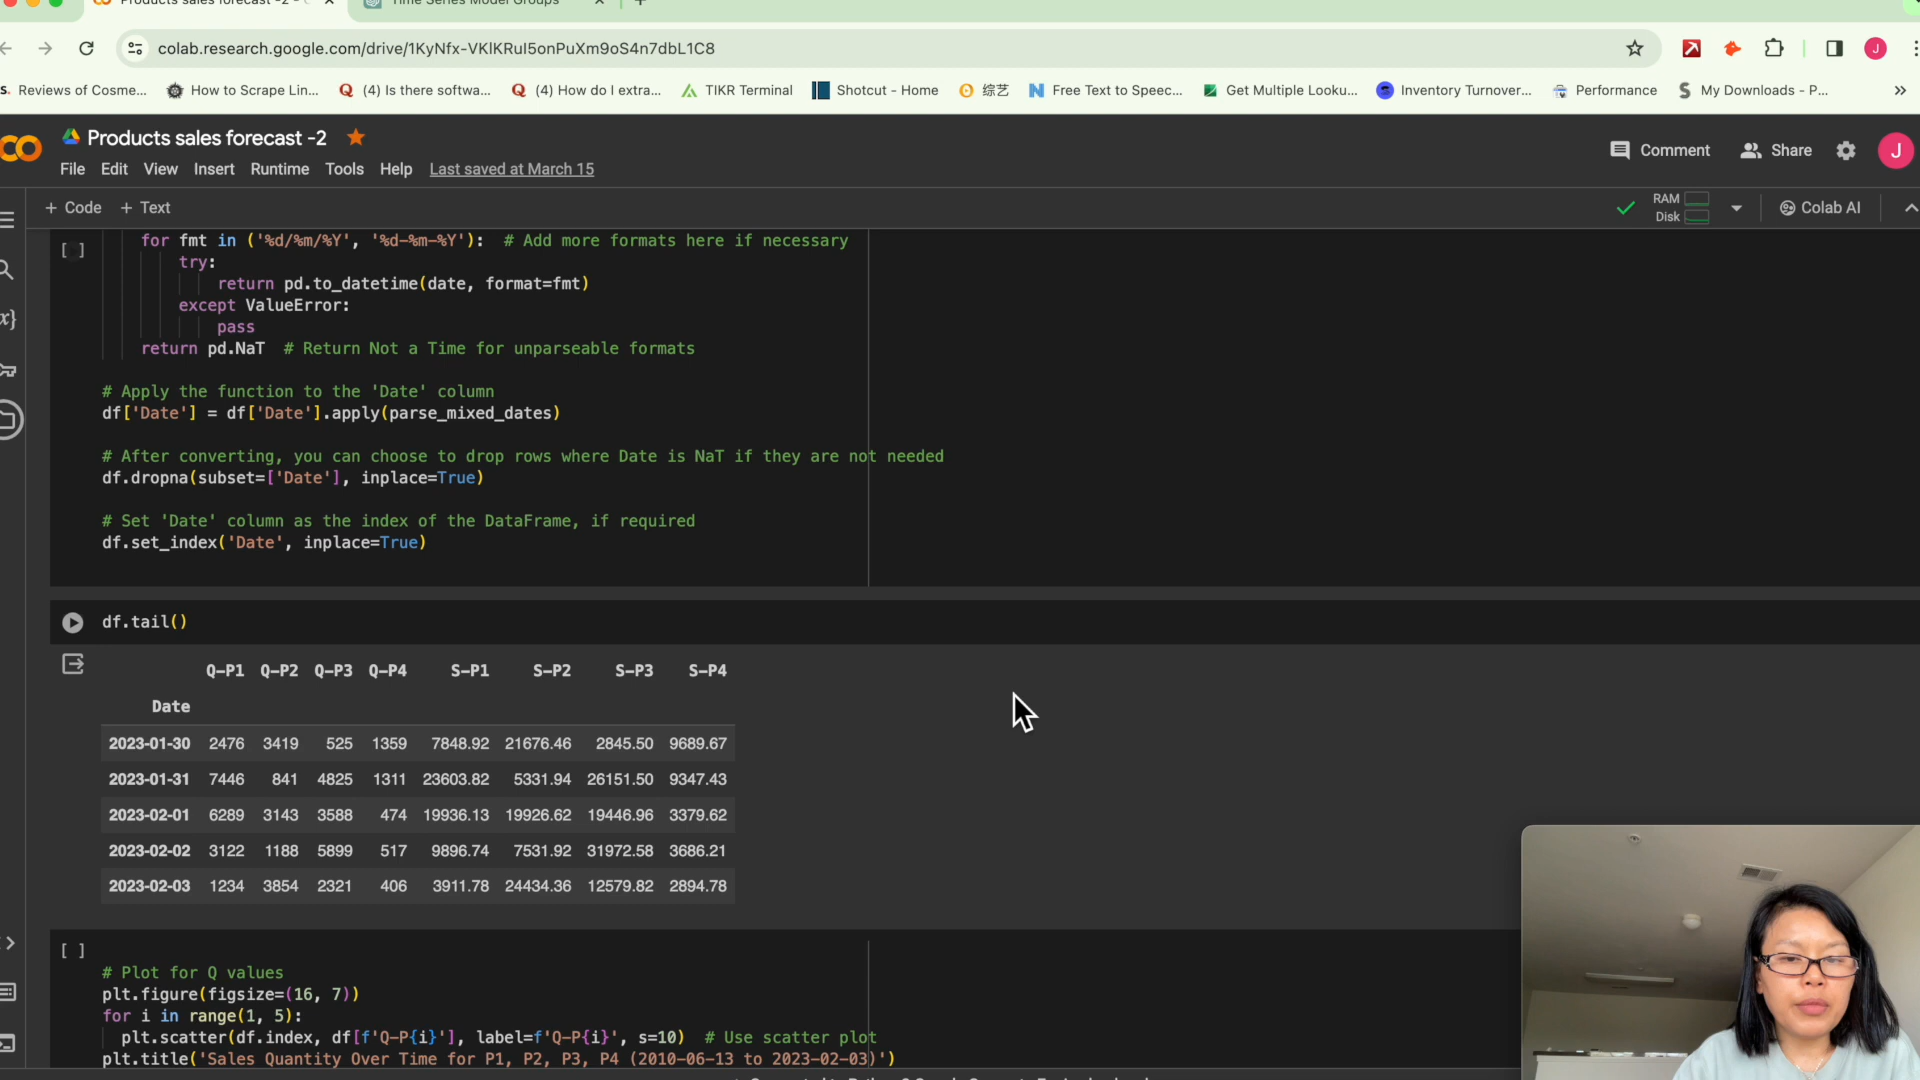 Products sales forecast -2 -
Time Series Model Groups
colab.research.google.com/drive/1KyNfx-VKlKRul5onPuXm9oS4n7dbL1C8
s. Reviews of Cosme... How to Scrape Lin... (4) Is there softwa... (4) How do I extra... TIKR Terminal Shotcut - Home 综艺 Free Text to Speec... Get Multiple Looku... Inventory Turnover... Performance My Downloads - P... »
Products sales forecast -2
File Edit View Insert Runtime Tools Help Last saved at March 15
Comment Share J
+ Code + Text
RAM
Disk
Colab AI
[ ] for fmt in ('%d/%m/%Y', '%d-%m-%Y'): # Add more formats here if necessary
try:
return pd.to_datetime(date, format=fmt)
except ValueError:
pass
return pd.NaT # Return Not a Time for unparseable formats
# Apply the function to the 'Date' column
df['Date'] = df['Date'].apply(parse_mixed_dates)
# After converting, you can choose to drop rows where Date is NaT if they are not needed
df.dropna(subset=['Date'], inplace=True)
# Set 'Date' column as the index of the DataFrame, if required
df.set_index('Date', inplace=True)
df.tail()
Q-P1 Q-P2 Q-P3 Q-P4 S-P1 S-P2 S-P3 S-P4
Date
2023-01-30 2476 3419 525 1359 7848.92 21676.46 2845.50 9689.67
2023-01-31 7446 841 4825 1311 23603.82 5331.94 26151.50 9347.43
2023-02-01 6289 3143 3588 474 19936.13 19926.62 19446.96 3379.62
2023-02-02 3122 1188 5899 517 9896.74 7531.92 31972.58 3686.21
2023-02-03 1234 3854 2321 406 3911.78 24434.36 12579.82 2894.78
[ ]
# Plot for Q values
plt.figure(figsize=(16, 7))
for i in range(1, 5):
plt.scatter(df.index, df[f'Q-P{i}'], label=f'Q-P{i}', s=10) # Use scatter plot
plt.title('Sales Quantity Over Time for P1, P2, P3, P4 (2010-06-13 to 2023-02-03)')